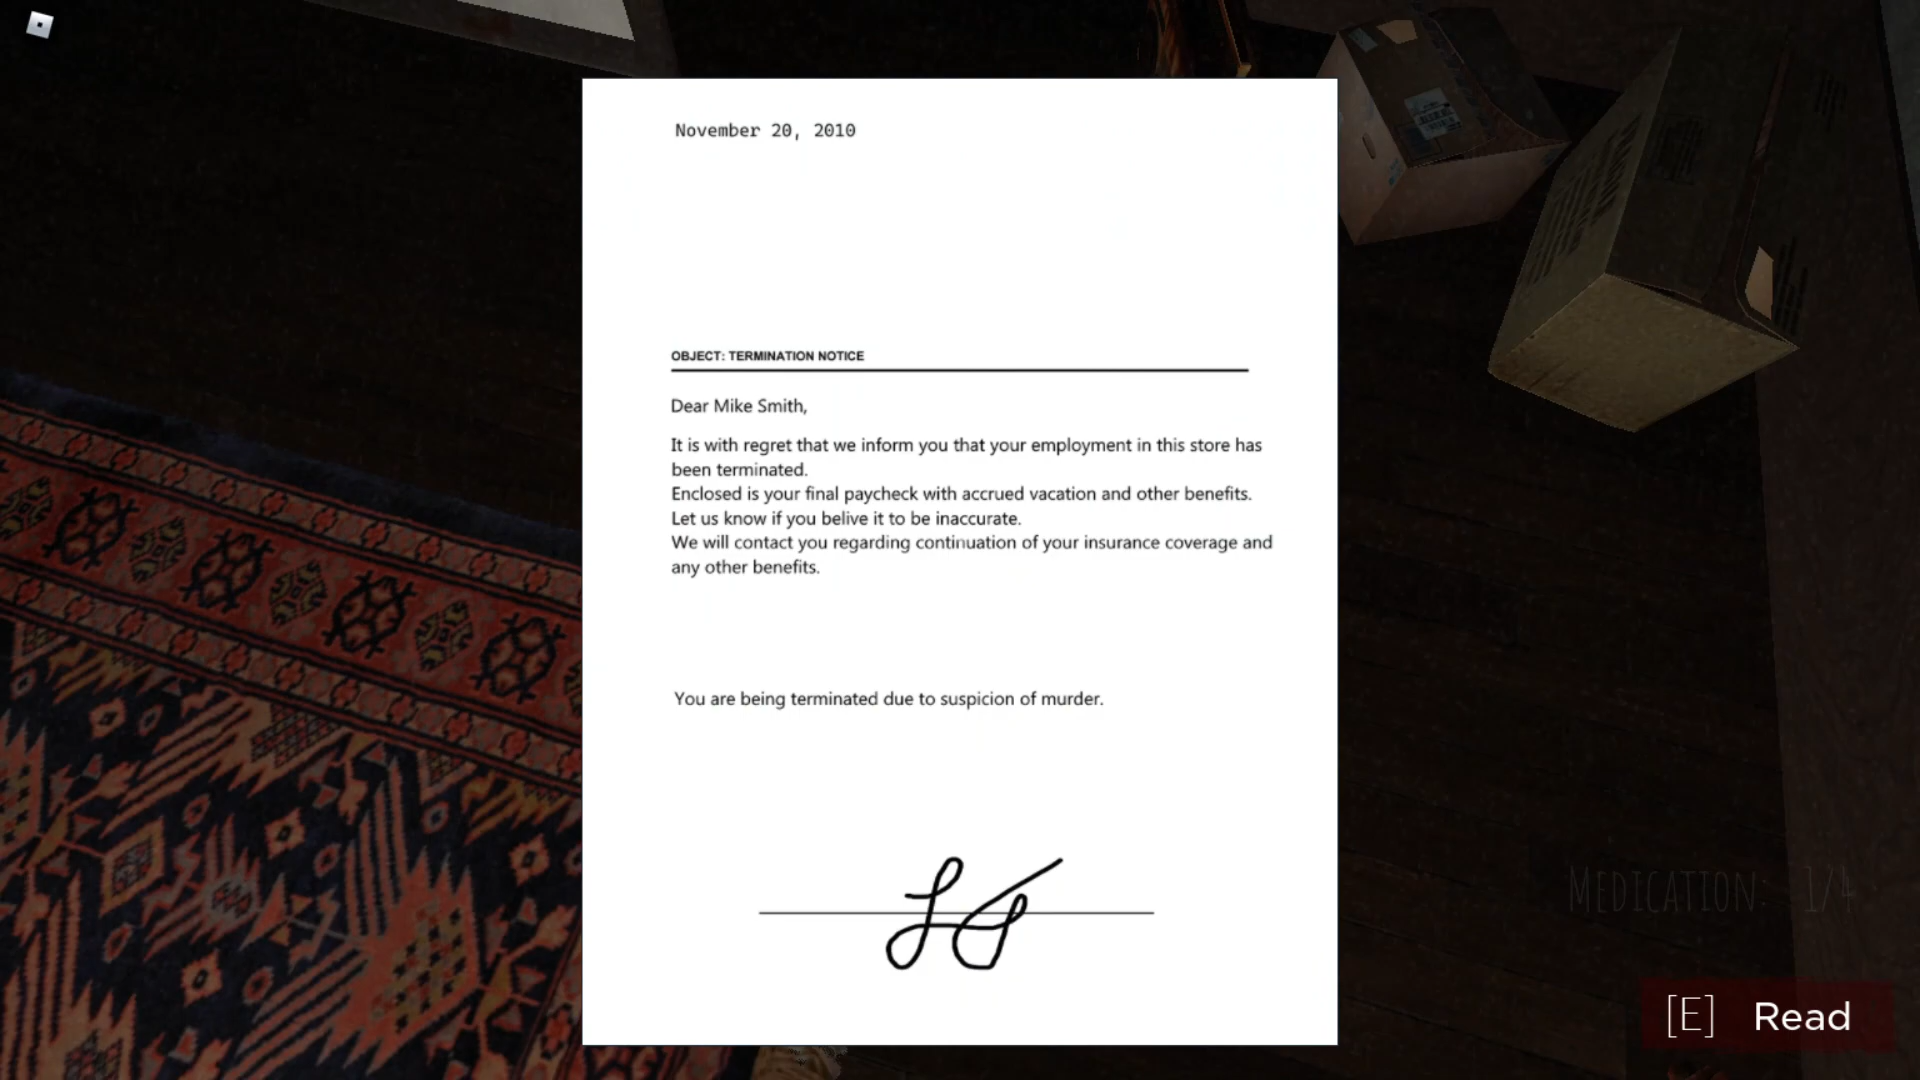 November 20, 2010
OBJECT: TERMINATION NOTICE
Dear Mike Smith,
It is with regret that we inform you that your employment in this store has
been terminated.
Enclosed is your final paycheck with accrued vacation and other benefits.
Let us know if you belive it to be inaccurate.
We will contact you regarding continuation of your insurance coverage and
any other benefits.
You are being terminated due to suspicion of murder.
MEDICATION: 1/4
[E] Read